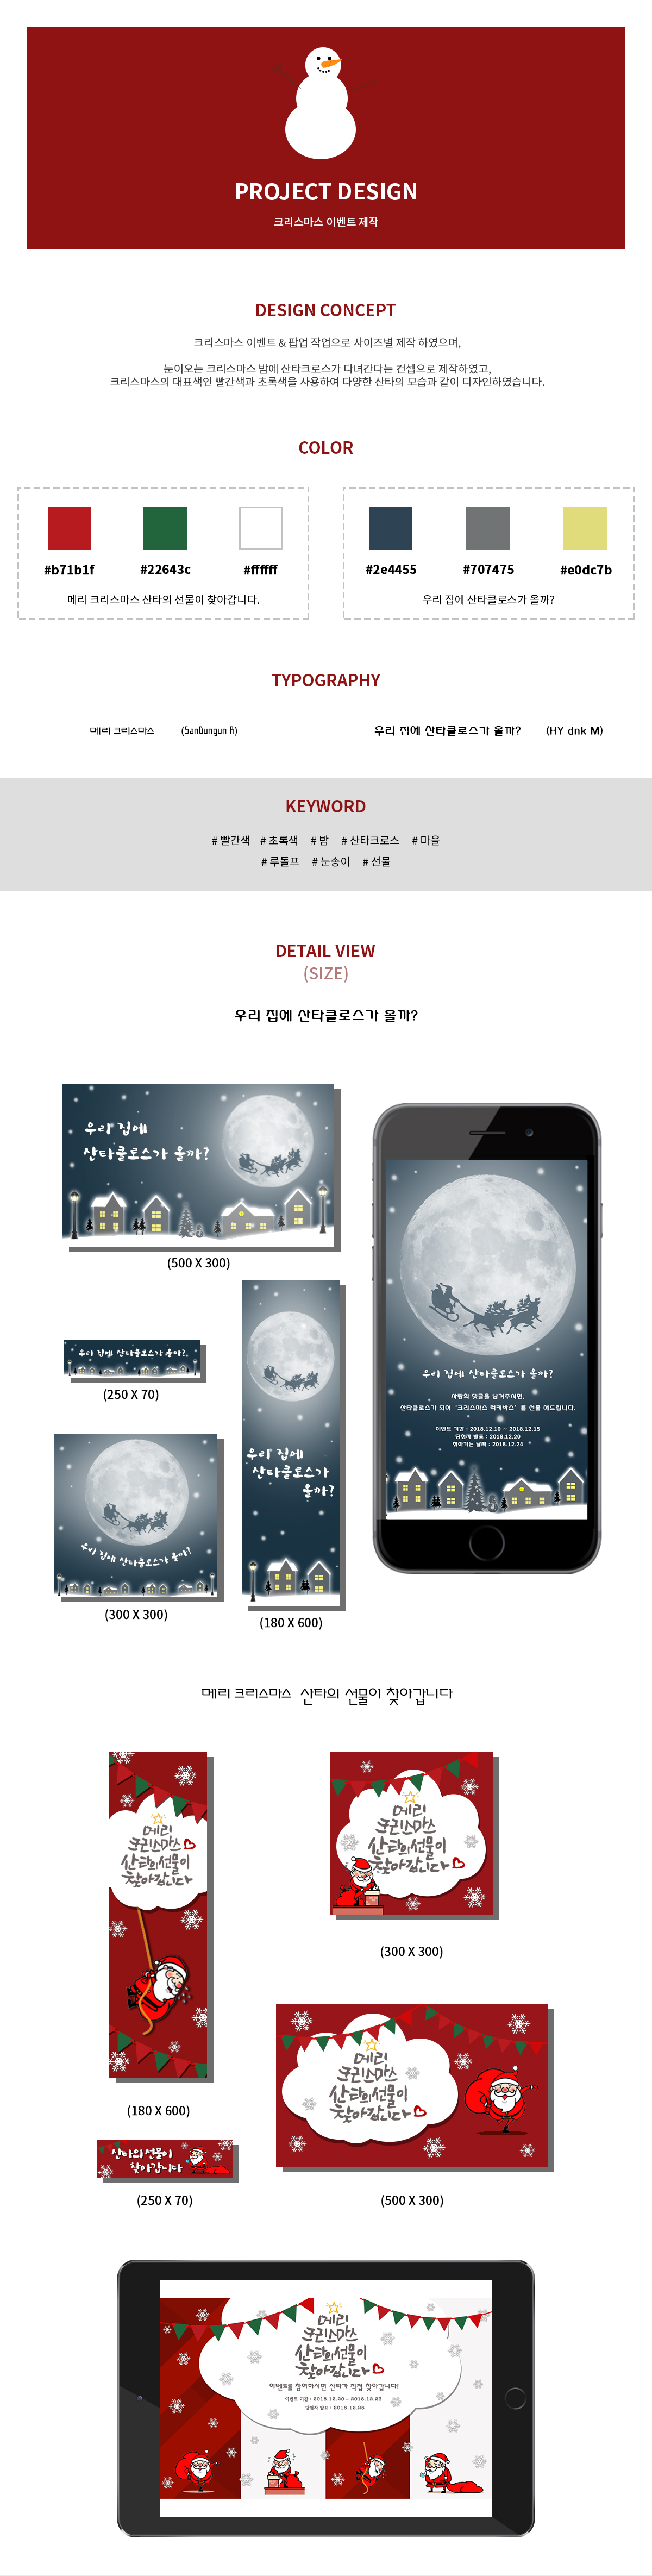 PROJECT DESIGN
크리스마스 이벤트 제작
DESIGN CONCEPT
크리스마스 이벤트 & 팝업 작업으로 사이즈별 제작 하였으며,
눈이오는 크리스마스 밤에 산타크로스가 다녀간다는 컨셉으로 제작하였고,
크리스마스의 대표색인 빨간색과 초록색을 사용하여 다양한 산타의 모습과 같이 디자인하였습니다.
COLOR
#b71b1f #22643c #ffffff
메리 크리스마스 산타의 선물이 찾아갑니다.
#2e4455 #707475 #e0dc7b
우리 집에 산타클로스가 올까?
TYPOGRAPHY
메리 크리스마스 (SanDungun R)
우리 집에 산타클로스가 올까? (HY dnk M)
KEYWORD
# 빨간색 # 초록색 # 밤 # 산타크로스 # 마을
# 루돌프 # 눈송이 # 선물
DETAIL VIEW
(SIZE)
우리 집에 산타클로스가 올까?
우리 집에
산타클로스가 올까?
(500 X 300)
우리 집에 산타클로스가 올까?
(250 X 70)
우리 집에 산타클로스가 올까?
(300 X 300)
우리 집에
산타클로스가
올까?
(180 X 600)
우리 집에 산타클로스가 올까?
사랑의 댓글을 남겨주시면,
산타클로스가 되어 '크리스마스 럭키박스' 를 선물 해드립니다.
이벤트 기간 : 2018.12.10 ~ 2018.12.15
당첨자 발표 : 2018.12.20
찾아가는 날짜 : 2018.12.24
메리 크리스마스 산타의 선물이 찾아갑니다
메리
크리스마스
산타의 선물이
찾아갑니다
(180 X 600)
메리
크리스마스
산타의 선물이
찾아갑니다
(300 X 300)
메리
크리스마스
산타의 선물이
찾아갑니다
(500 X 300)
산타의 선물이
찾아갑니다
(250 X 70)
메리
크리스마스
산타의 선물이
찾아갑니다
이벤트를 참여하시면 산타가 직접 찾아갑니다!
이벤트 기간 : 2018.12.20 ~ 2018.12.23
당첨자 발표 : 2018.12.25